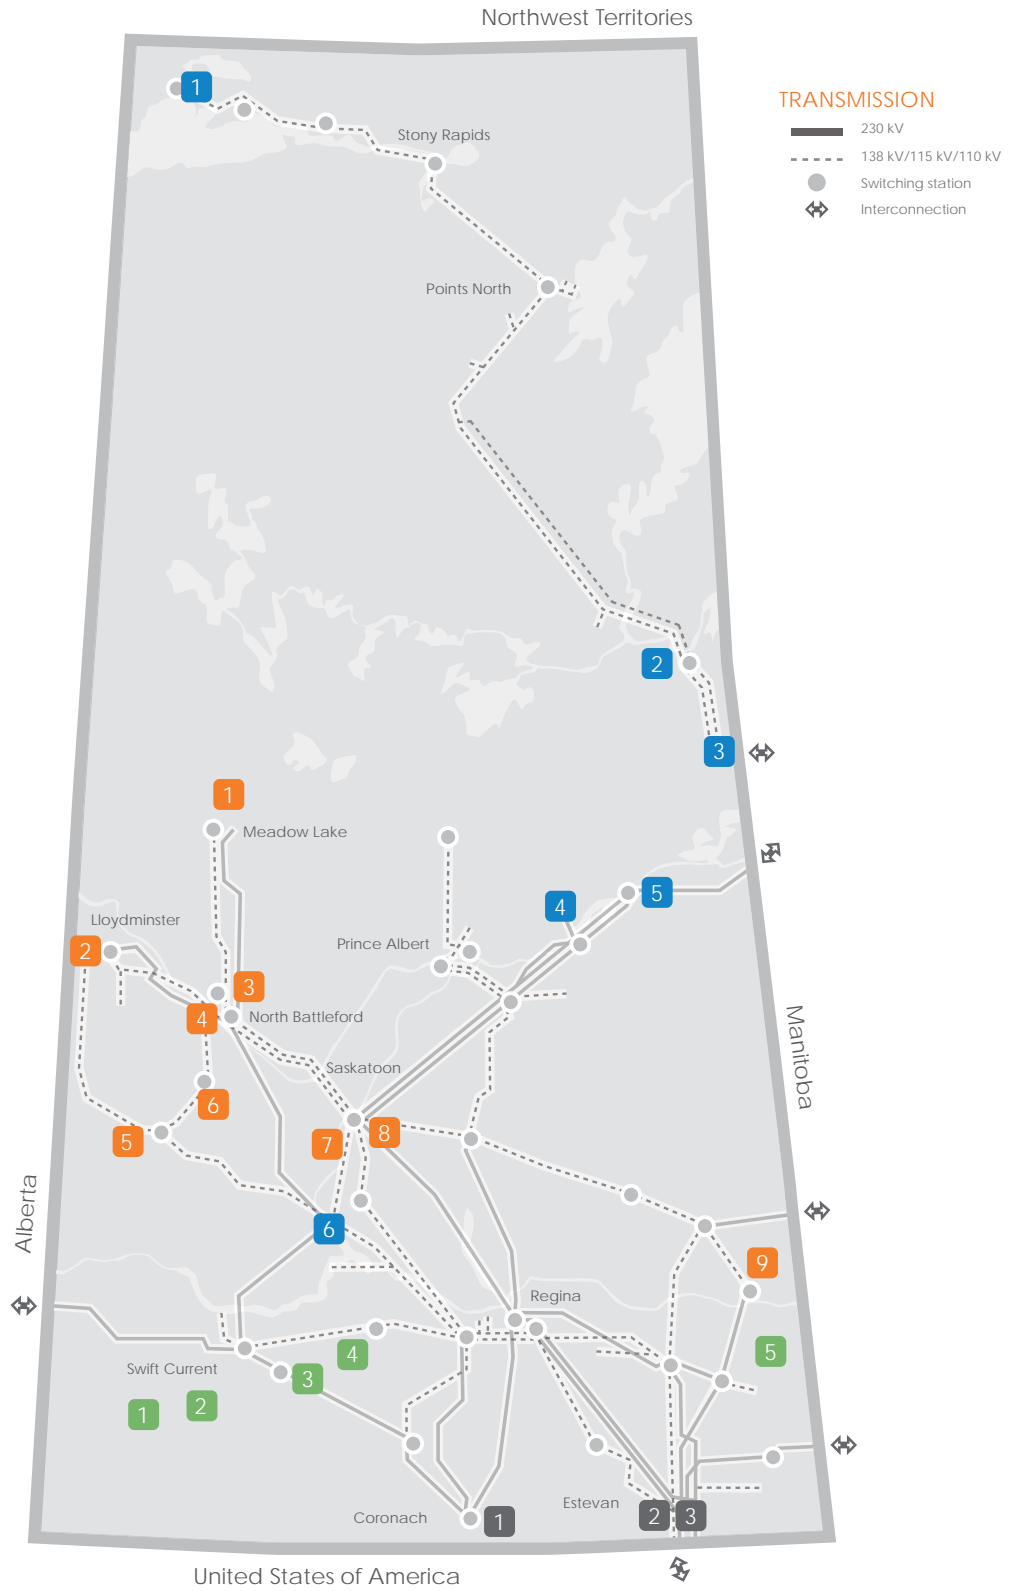 Northwest Territories
1
TRANSMISSION
230 kV
138 kV/115 kV/110 kV
Switching station
Interconnection
Stony Rapids
Points North
2
3
1
Meadow Lake
4
5
Lloydminster
2
Prince Albert
3
4
North Battleford
Manitoba
Saskatoon
6
5
7
8
Alberta
6
9
Regina
4
5
Swift Current
3
1
2
Estevan
Coronach
1
2
3
United States of America